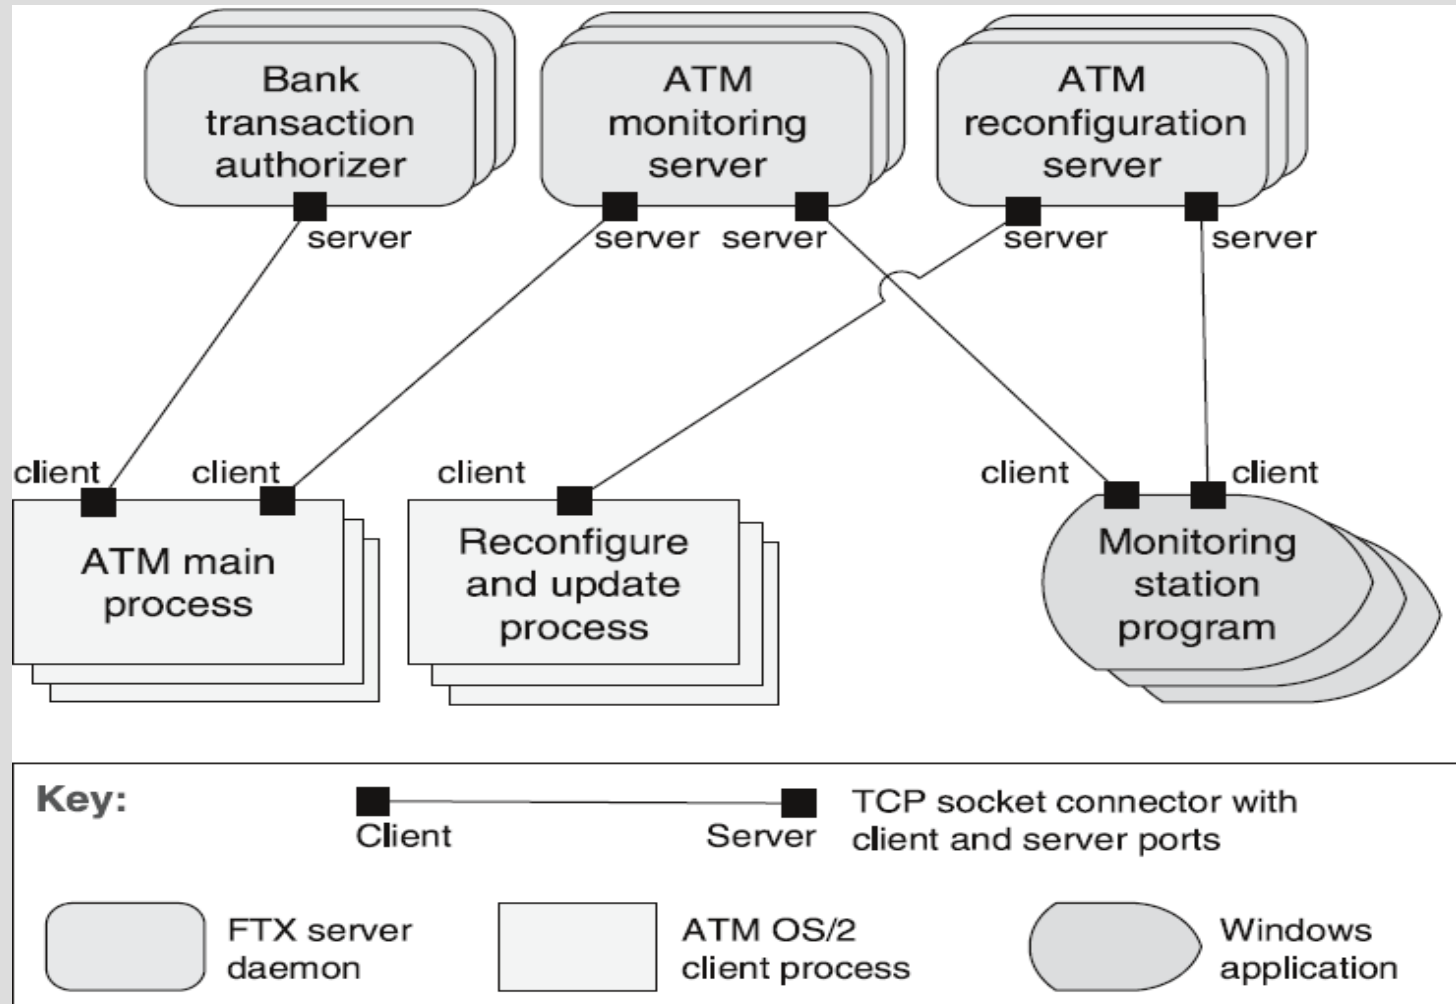 Bank
transaction
authorizer
ATM
monitoring
server
ATM
reconfiguration
server
server
server
server
server
server
client
client
client
client
client
ATM main
process
Reconfigure
and update
process
Monitoring
station
program
Key:
Client
Server
TCP socket connector with
client and server ports
FTX server
daemon
ATM OS/2
client process
Windows
application